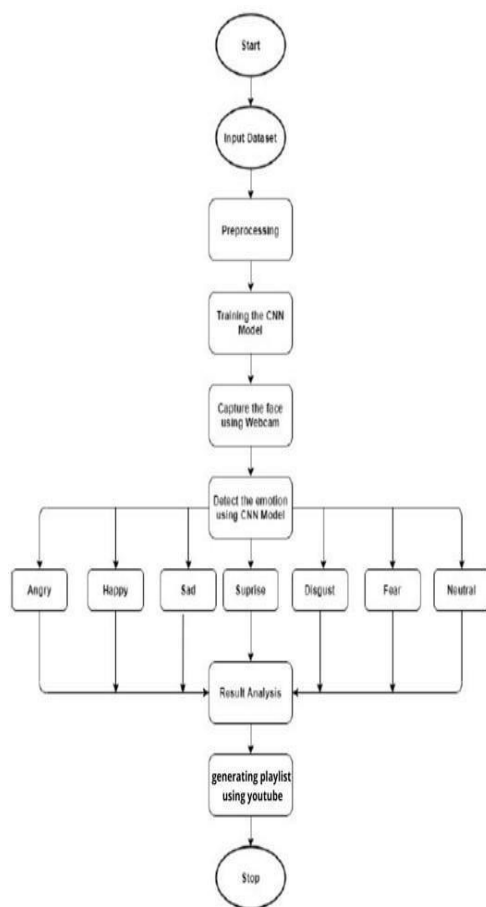 Start
Input Dataset
Preprocessing
Training the CNN
Model
Capture the face
using Webcam
Detect the emotion
using CNN Model
Angry
Happy
Sad
Suprise
Disgust
Fear
Neutral
Result Analysis
generating playlist
using youtube
Stop